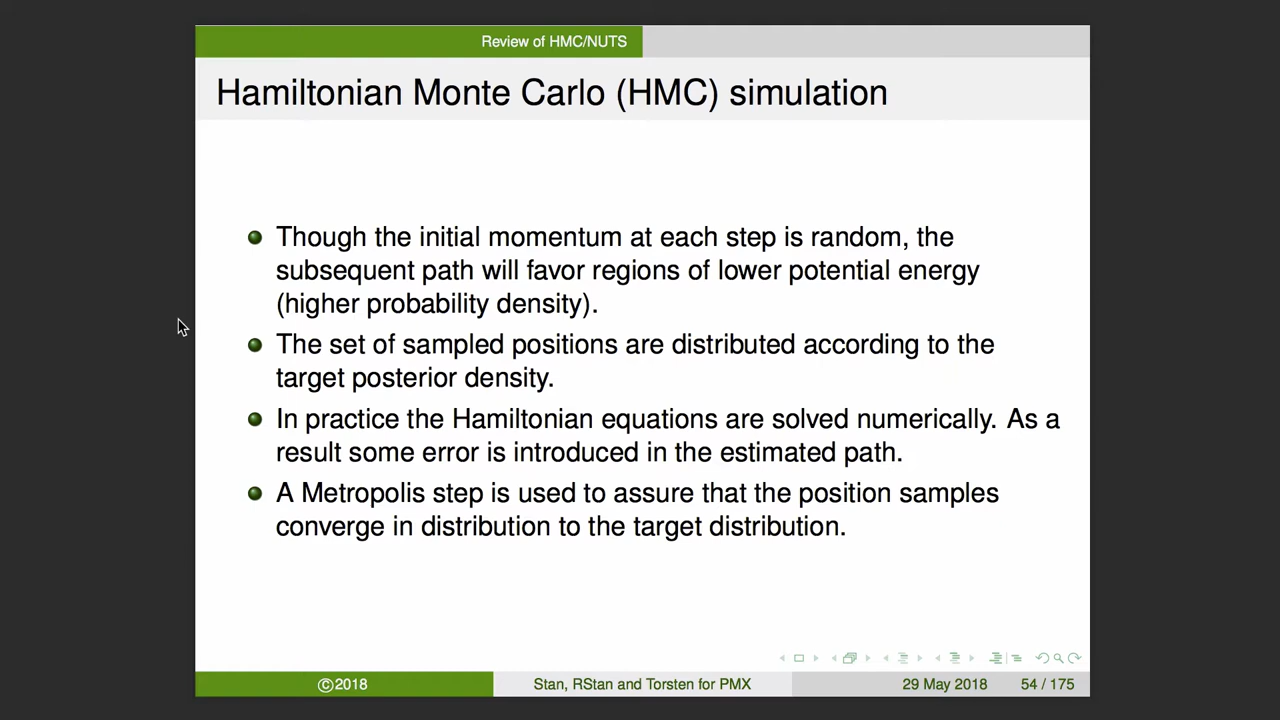 Review of HMC/NUTS
Hamiltonian Monte Carlo (HMC) simulation
Though the initial momentum at each step is random, the
subsequent path will favor regions of lower potential energy
(higher probability density).
The set of sampled positions are distributed according to the
target posterior density.
In practice the Hamiltonian equations are solved numerically. As a
result some error is introduced in the estimated path.
A Metropolis step is used to assure that the position samples
converge in distribution to the target distribution.
©2018 Stan, RStan and Torsten for PMX 29 May 2018 54 / 175